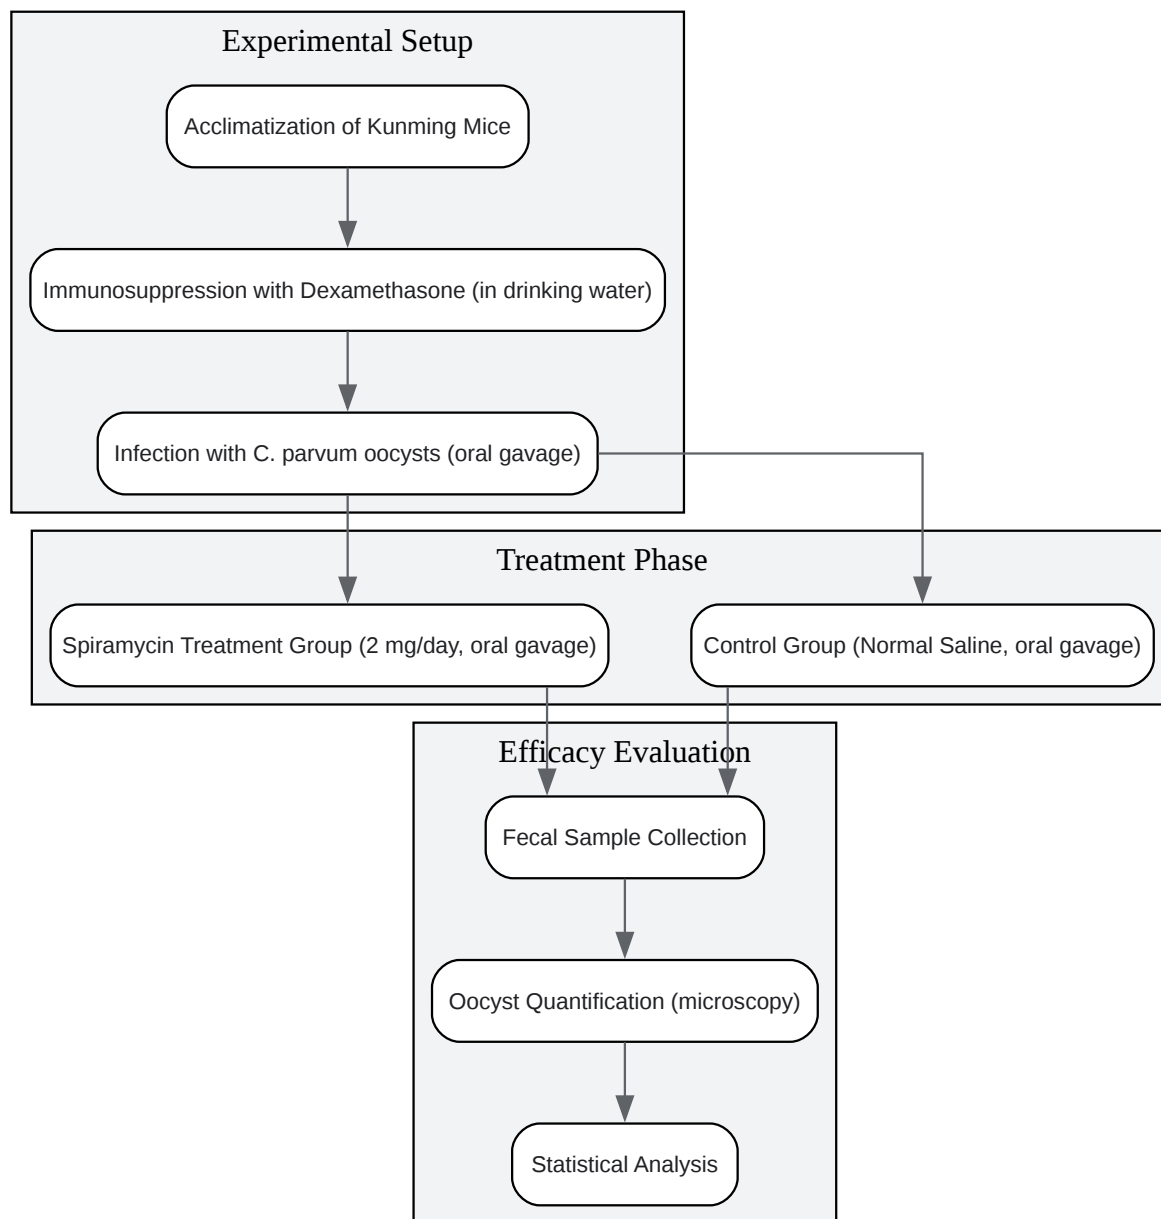 Experimental Setup
Acclimatization of Kunming Mice
Immunosuppression with Dexamethasone (in drinking water)
Infection with C. parvum oocysts (oral gavage)
Treatment Phase
Spiramycin Treatment Group (2 mg/day, oral gavage)
Control Group (Normal Saline, oral gavage)
Efficacy Evaluation
Fecal Sample Collection
Oocyst Quantification (microscopy)
Statistical Analysis